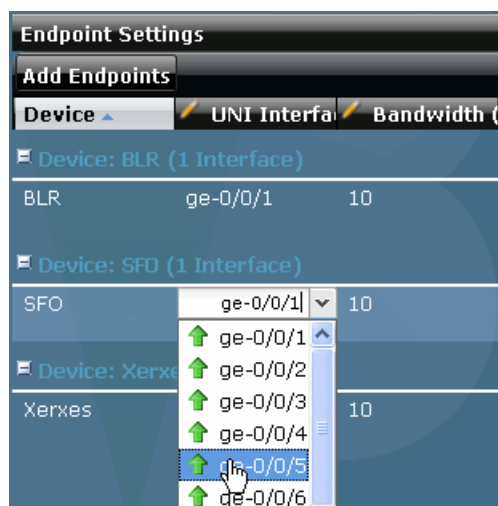 Endpoint Settings
Add Endpoints
Device UNI Interfa Bandwidth (
Device: BLR (1 Interface)
BLR ge-0/0/1 10
Device: SFO (1 Interface)
SFO ge-0/0/1 10
ge-0/0/1
ge-0/0/2
Device: Xerxe
ge-0/0/3
Xerxes 10
ge-0/0/4
ge-0/0/5
ge-0/0/6